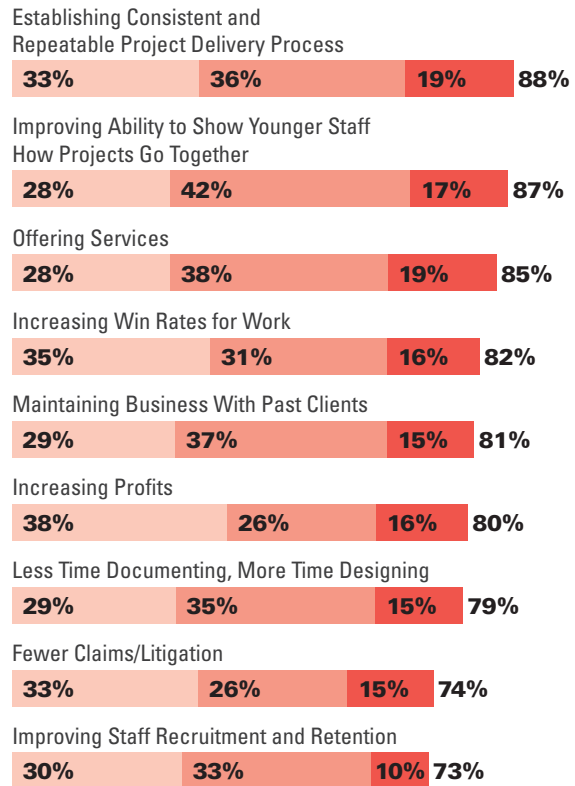 Establishing Consistent and
Repeatable Project Delivery Process
33% 36% 19% 88%
Improving Ability to Show Younger Staff
How Projects Go Together
28% 42% 17% 87%
Offering Services
28% 38% 19% 85%
Increasing Win Rates for Work
35% 31% 16% 82%
Maintaining Business With Past Clients
29% 37% 15% 81%
Increasing Profits
38% 26% 16% 80%
Less Time Documenting, More Time Designing
29% 35% 15% 79%
Fewer Claims/Litigation
33% 26% 15% 74%
Improving Staff Recruitment and Retention
30% 33% 10% 73%